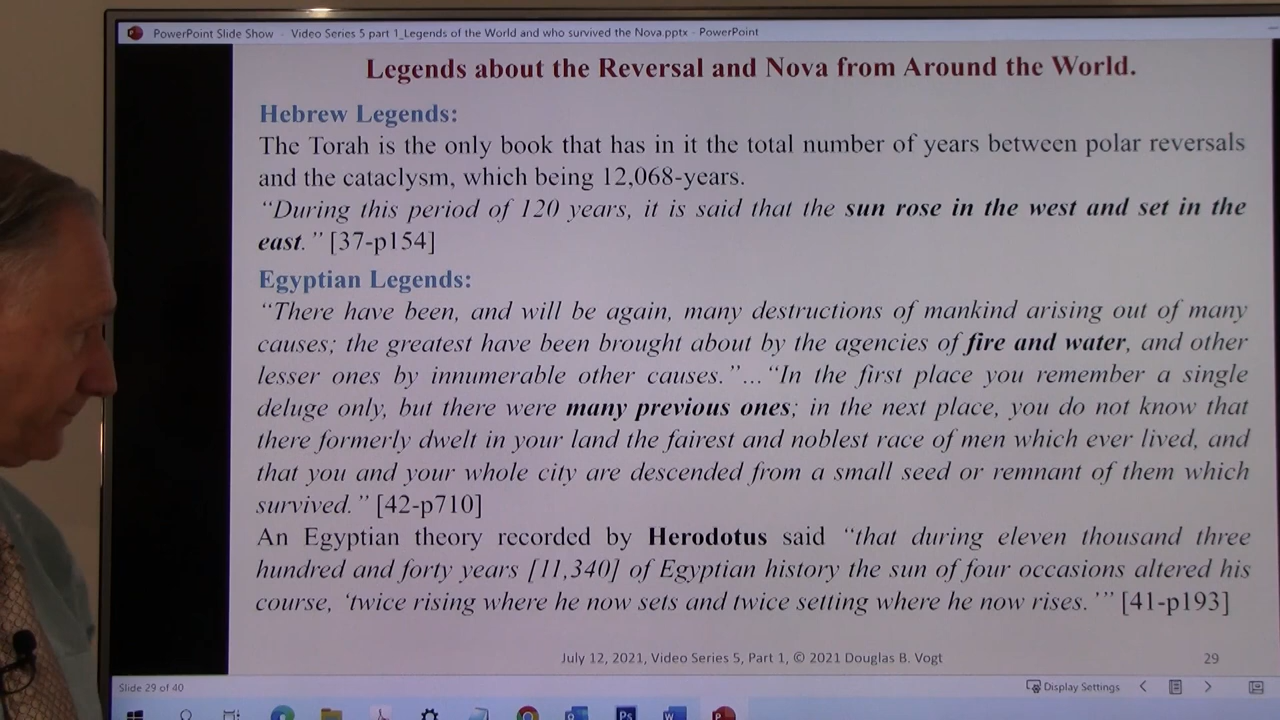 PowerPoint Slide Show - Video Series 5 part 1_Legends of the World and who survived the Nova.pptx - PowerPoint
Legends about the Reversal and Nova from Around the World.
Hebrew Legends:
The Torah is the only book that has in it the total number of years between polar reversals
and the cataclysm, which being 12,068-years.
“During this period of 120 years, it is said that the sun rose in the west and set in the
east.” [37-p154]
Egyptian Legends:
“There have been, and will be again, many destructions of mankind arising out of many
causes; the greatest have been brought about by the agencies of fire and water, and other
lesser ones by innumerable other causes.”…“In the first place you remember a single
deluge only, but there were many previous ones; in the next place, you do not know that
there formerly dwelt in your land the fairest and noblest race of men which ever lived, and
that you and your whole city are descended from a small seed or remnant of them which
survived.” [42-p710]
An Egyptian theory recorded by Herodotus said “that during eleven thousand three
hundred and forty years [11,340] of Egyptian history the sun of four occasions altered his
course, ‘twice rising where he now sets and twice setting where he now rises.’” [41-p193]
July 12, 2021, Video Series 5, Part 1, © 2021 Douglas B. Vogt
29
Slide 29 of 40
Display Settings